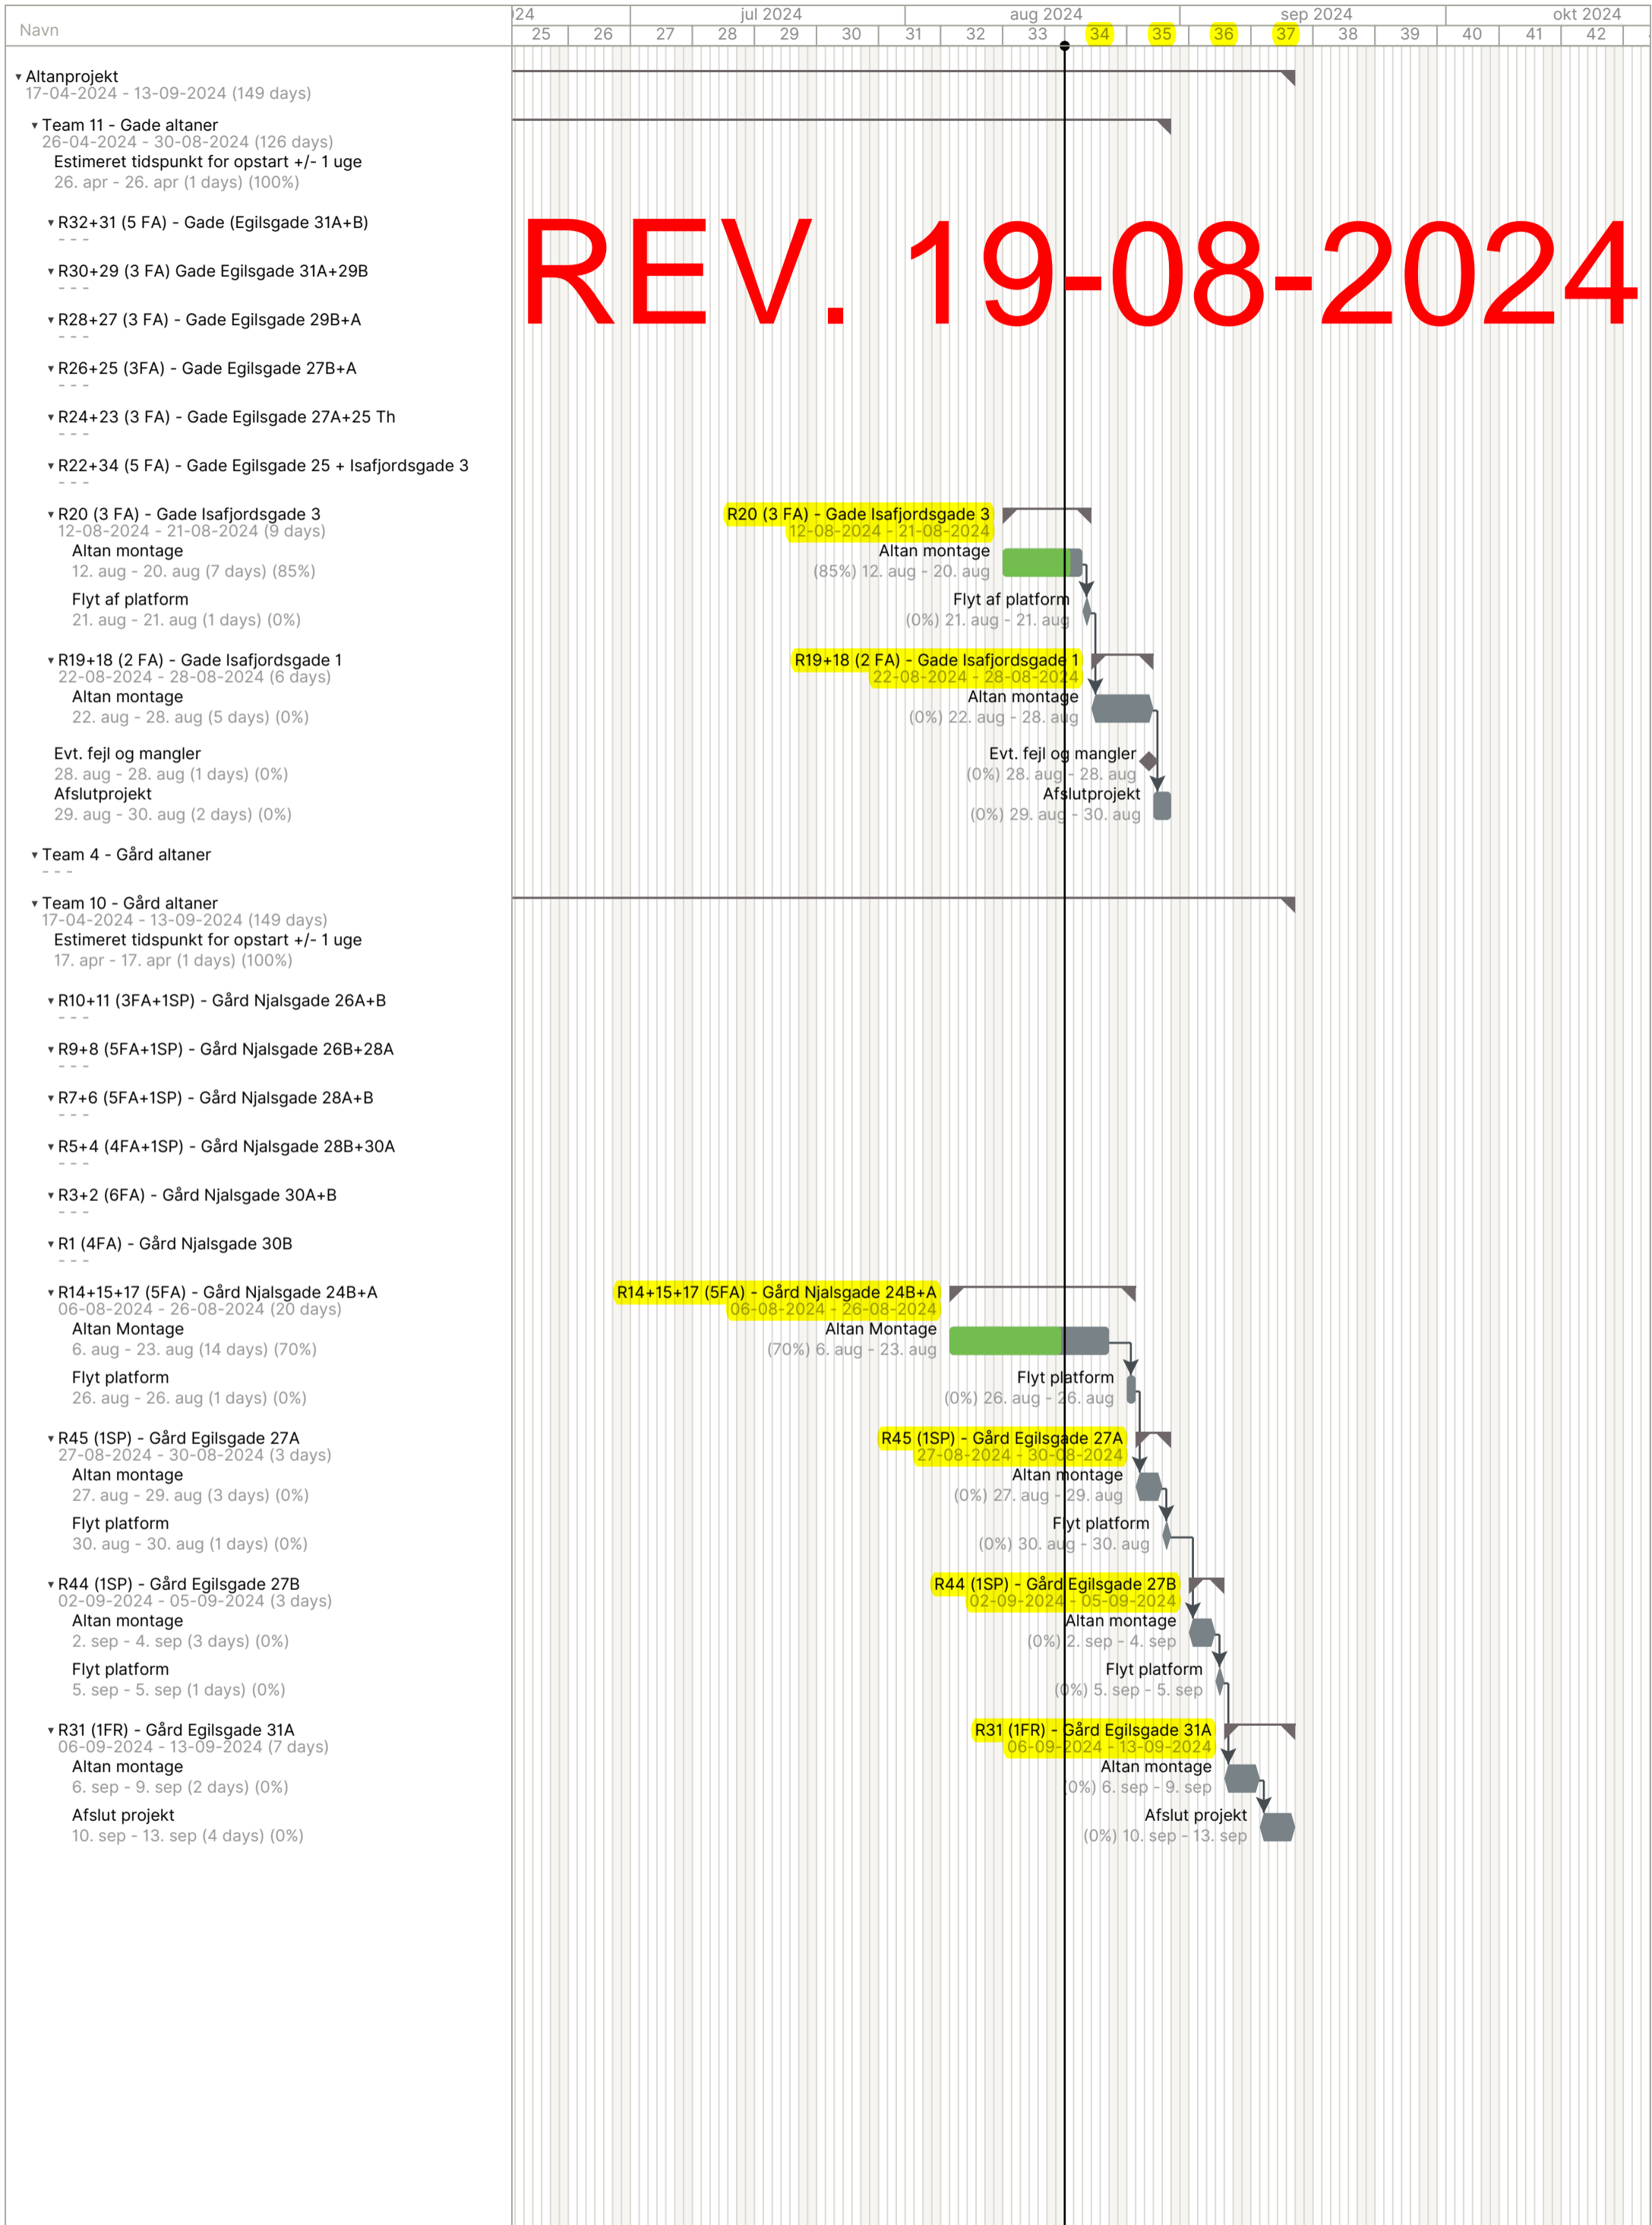 Navn
024 jul 2024 aug 2024 sep 2024 okt 2024
25 26 27 28 29 30 31 32 33 34 35 36 37 38 39 40 41 42
REV. 19-08-2024
Altanprojekt
17-04-2024 - 13-09-2024 (149 days)
Team 11 - Gade altaner
26-04-2024 - 30-08-2024 (126 days)
Estimeret tidspunkt for opstart +/- 1 uge
26. apr - 26. apr (1 days) (100%)
R32+31 (5 FA) - Gade (Egilsgade 31A+B)
- - -
R30+29 (3 FA) Gade Egilsgade 31A+29B
- - -
R28+27 (3 FA) - Gade Egilsgade 29B+A
- - -
R26+25 (3FA) - Gade Egilsgade 27B+A
- - -
R24+23 (3 FA) - Gade Egilsgade 27A+25 Th
- - -
R22+34 (5 FA) - Gade Egilsgade 25 + Isafjordsgade 3
- - -
R20 (3 FA) - Gade Isafjordsgade 3 R20 (3 FA) - Gade Isafjordsgade 3
12-08-2024 - 21-08-2024 (9 days) 12-08-2024 - 21-08-2024
Altan montage Altan montage
12. aug - 20. aug (7 days) (85%) (85%) 12. aug - 20. aug
Flyt af platform Flyt af platform
21. aug - 21. aug (1 days) (0%) (0%) 21. aug - 21. aug
R19+18 (2 FA) - Gade Isafjordsgade 1 R19+18 (2 FA) - Gade Isafjordsgade 1
22-08-2024 - 28-08-2024 (6 days) 22-08-2024 - 28-08-2024
Altan montage Altan montage
22. aug - 28. aug (5 days) (0%) (0%) 22. aug - 28. aug
Evt. fejl og mangler Evt. fejl og mangler
28. aug - 28. aug (1 days) (0%) (0%) 28. aug - 28. aug
Afslutprojekt Afslutprojekt
29. aug - 30. aug (2 days) (0%) (0%) 29. aug - 30. aug
Team 4 - Gård altaner
- - -
Team 10 - Gård altaner
17-04-2024 - 13-09-2024 (149 days)
Estimeret tidspunkt for opstart +/- 1 uge
17. apr - 17. apr (1 days) (100%)
R10+11 (3FA+1SP) - Gård Njalsgade 26A+B
- - -
R9+8 (5FA+1SP) - Gård Njalsgade 26B+28A
- - -
R7+6 (5FA+1SP) - Gård Njalsgade 28A+B
- - -
R5+4 (4FA+1SP) - Gård Njalsgade 28B+30A
- - -
R3+2 (6FA) - Gård Njalsgade 30A+B
- - -
R1 (4FA) - Gård Njalsgade 30B
- - -
R14+15+17 (5FA) - Gård Njalsgade 24B+A R14+15+17 (5FA) - Gård Njalsgade 24B+A
06-08-2024 - 26-08-2024 (20 days) 06-08-2024 - 26-08-2024
Altan Montage Altan Montage
6. aug - 23. aug (14 days) (70%) (70%) 6. aug - 23. aug
Flyt platform Flyt platform
26. aug - 26. aug (1 days) (0%) (0%) 26. aug - 26. aug
R45 (1SP) - Gård Egilsgade 27A R45 (1SP) - Gård Egilsgade 27A
27-08-2024 - 30-08-2024 (3 days) 27-08-2024 - 30-08-2024
Altan montage Altan montage
27. aug - 29. aug (3 days) (0%) (0%) 27. aug - 29. aug
Flyt platform Flyt platform
30. aug - 30. aug (1 days) (0%) (0%) 30. aug - 30. aug
R44 (1SP) - Gård Egilsgade 27B R44 (1SP) - Gård Egilsgade 27B
02-09-2024 - 05-09-2024 (3 days) 02-09-2024 - 05-09-2024
Altan montage Altan montage
2. sep - 4. sep (3 days) (0%) (0%) 2. sep - 4. sep
Flyt platform Flyt platform
5. sep - 5. sep (1 days) (0%) (0%) 5. sep - 5. sep
R31 (1FR) - Gård Egilsgade 31A R31 (1FR) - Gård Egilsgade 31A
06-09-2024 - 13-09-2024 (7 days) 06-09-2024 - 13-09-2024
Altan montage Altan montage
6. sep - 9. sep (2 days) (0%) (0%) 6. sep - 9. sep
Afslut projekt Afslut projekt
10. sep - 13. sep (4 days) (0%) (0%) 10. sep - 13. sep